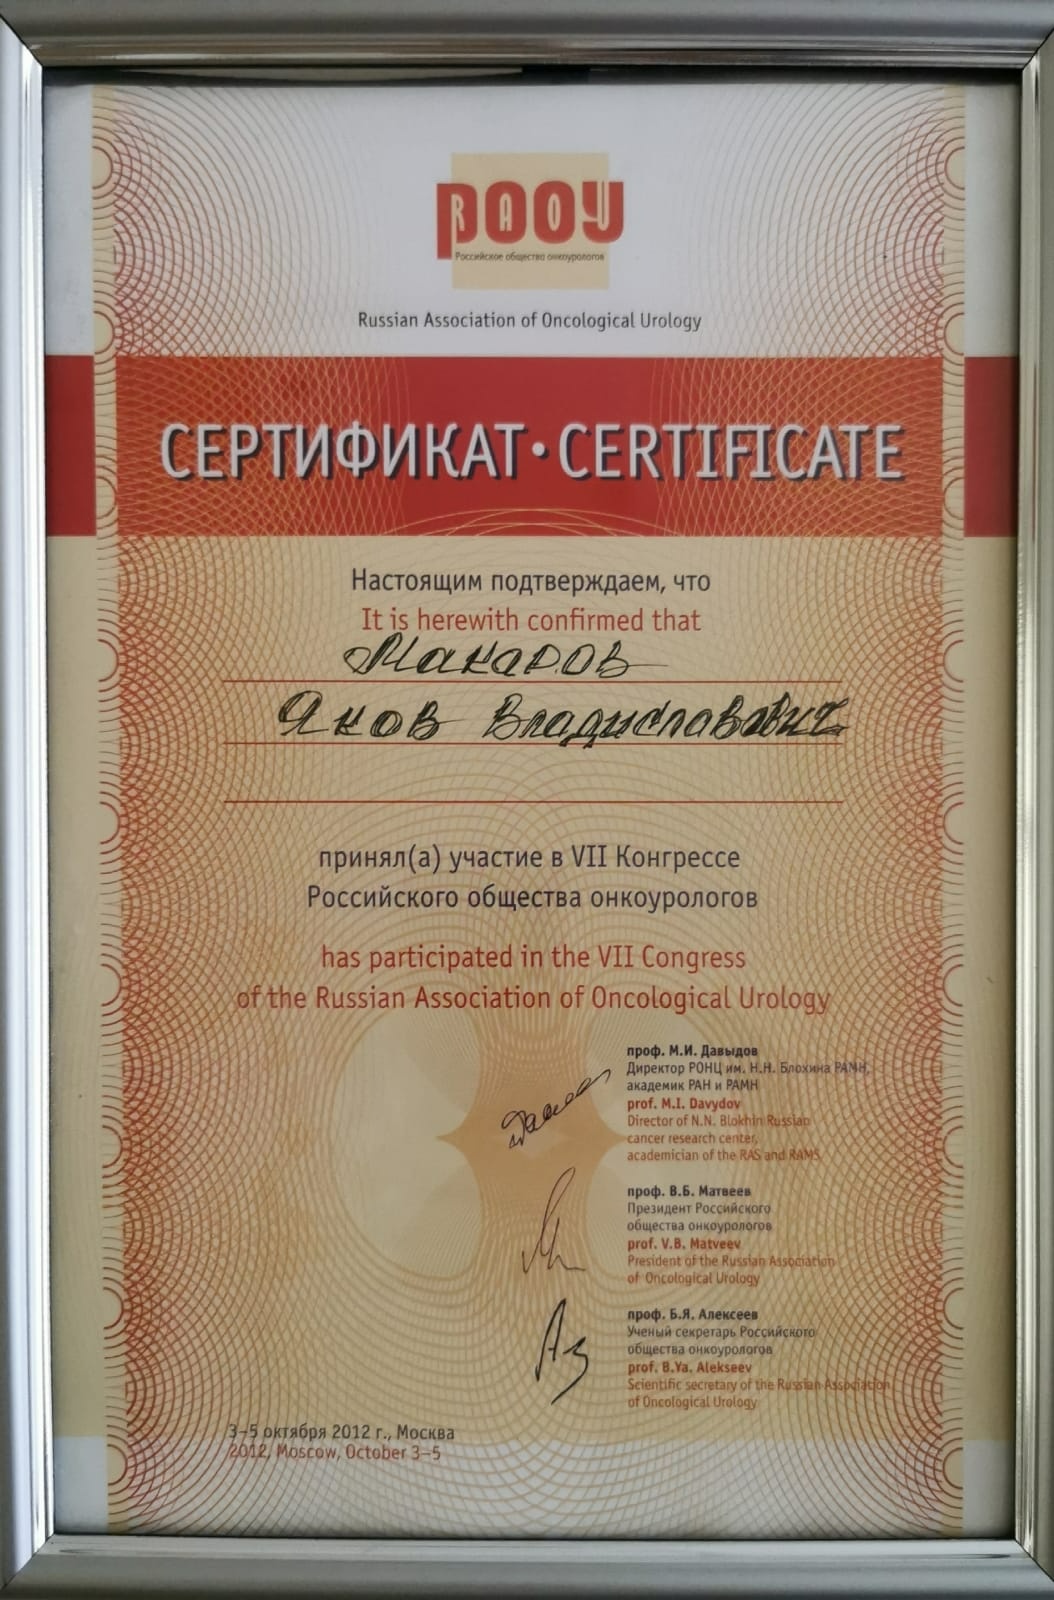 РООУ
RAOU
Российское общество онкоурологов
Russian Association of Oncological Urology
СЕРТИФИКАТ · CERTIFICATE
Настоящим подтверждаем, что
It is herewith confirmed that
Макаров
Яков Владиславович
принял(а) участие в VII Конгрессе
Российского общества онкоурологов
has participated in the VII Congress
of the Russian Association of Oncological Urology
проф. М.И. Давыдов
Директор РОНЦ им. Н.Н. Блохина РАМН,
академик РАН и РАМН
prof. M.I. Davydov
Director of N.N. Blokhin Russian
cancer research center,
academician of the RAS and RAMS
проф. В.Б. Матвеев
Президент Российского
общества онкоурологов
prof. V.B. Matveev
President of the Russian Association
of Oncological Urology
проф. Б.Я. Алексеев
Ученый секретарь Российского
общества онкоурологов
prof. B.Ya. Alekseev
Scientific secretary of the Russian Association
of Oncological Urology
3–5 октября 2012 г., Москва
2012, Moscow, October 3–5